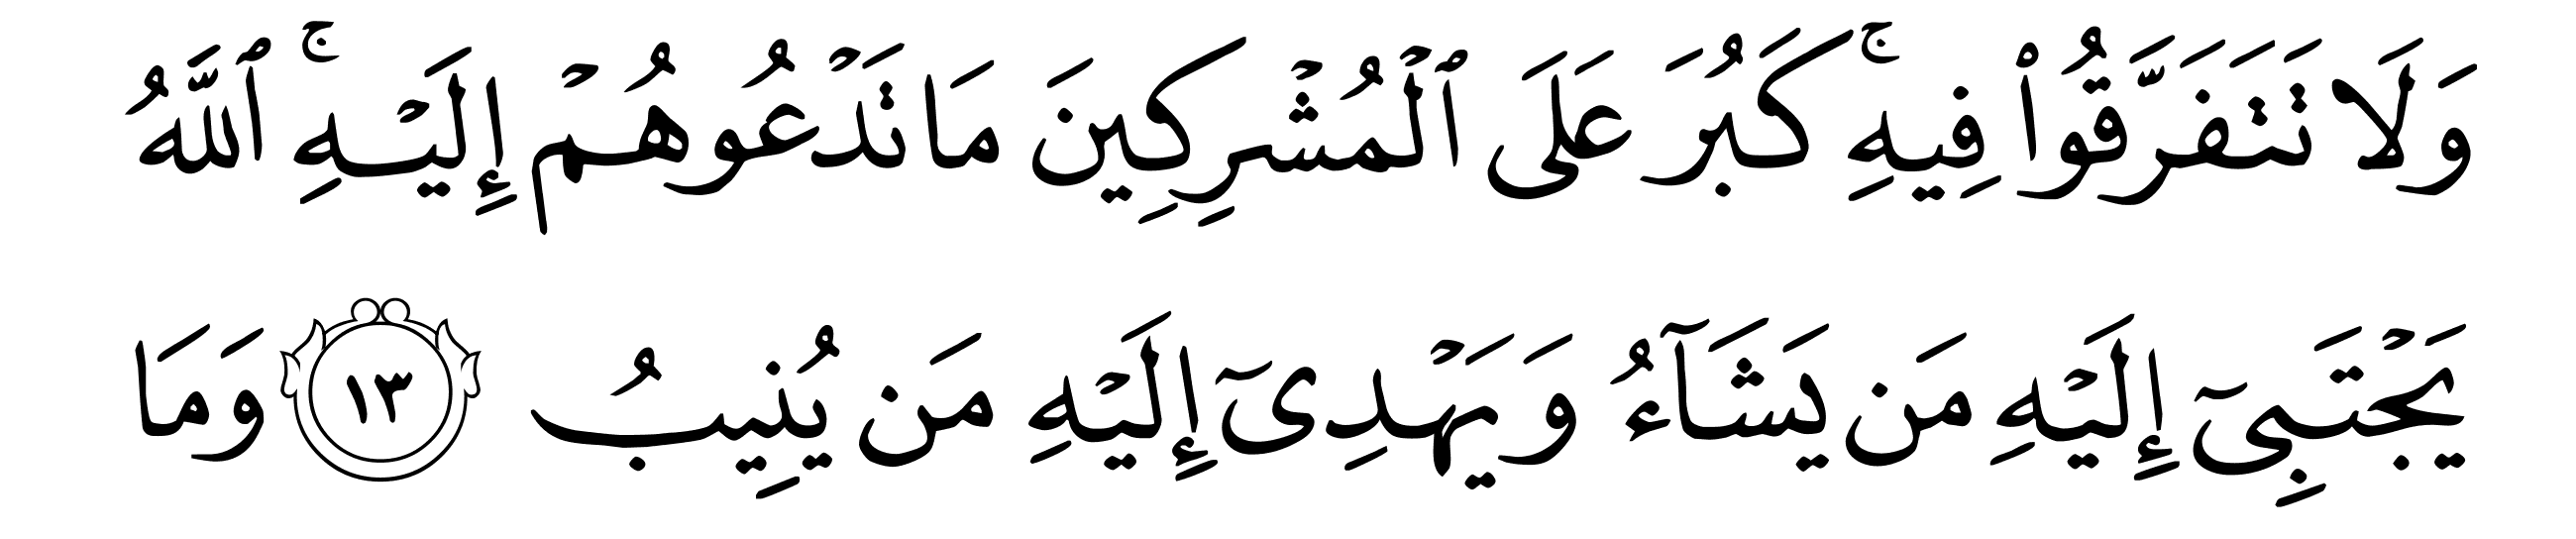 وَلَا تَتَفَرَّقُوا۟ فِيهِ ۚ كَبُرَ عَلَى ٱلْمُشْرِكِينَ مَا تَدْعُوهُمْ إِلَيْهِ ۚ ٱللَّهُ
يَجْتَبِىٓ إِلَيْهِ مَن يَشَآءُ وَيَهْدِىٓ إِلَيْهِ مَن يُنِيبُ ١٣ وَمَا